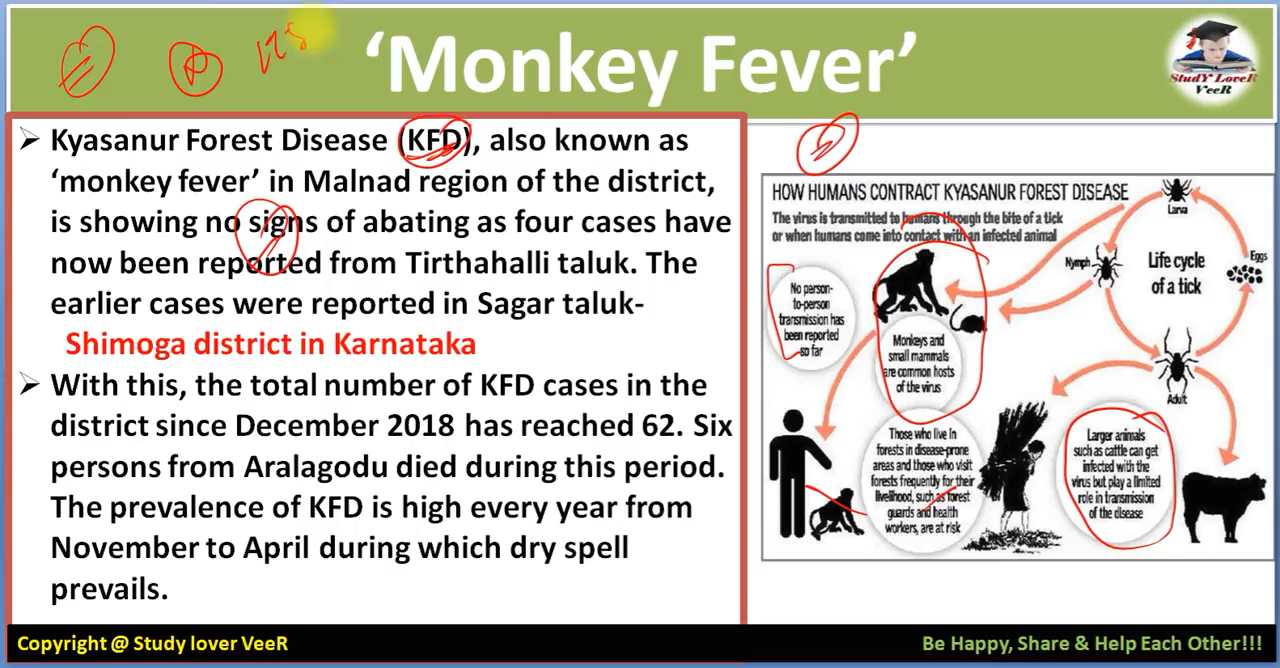 ‘Monkey Fever’
StudY LoveR
VeeR
➢ Kyasanur Forest Disease (KFD), also known as
‘monkey fever’ in Malnad region of the district,
is showing no signs of abating as four cases have
now been reported from Tirthahalli taluk. The
earlier cases were reported in Sagar taluk-
Shimoga district in Karnataka
➢ With this, the total number of KFD cases in the
district since December 2018 has reached 62. Six
persons from Aralagodu died during this period.
The prevalence of KFD is high every year from
November to April during which dry spell
prevails.
HOW HUMANS CONTRACT KYASANUR FOREST DISEASE
The virus is transmitted to humans through the bite of a tick
or when humans come into contact with an infected animal
Larva
Nymph
Life cycle
of a tick
Eggs
Adult
No person-
to-person
transmission has
been reported
so far
Monkeys and
small mammals
are common hosts
of the virus
Those who live in
forests in disease-prone
areas and those who visit
forests frequently for their
livelihood, such as forest
guards and health
workers, are at risk
Larger animals
such as cattle can get
infected with the
virus but play a limited
role in transmission
of the disease
Copyright @ Study lover VeeR
Be Happy, Share & Help Each Other!!!